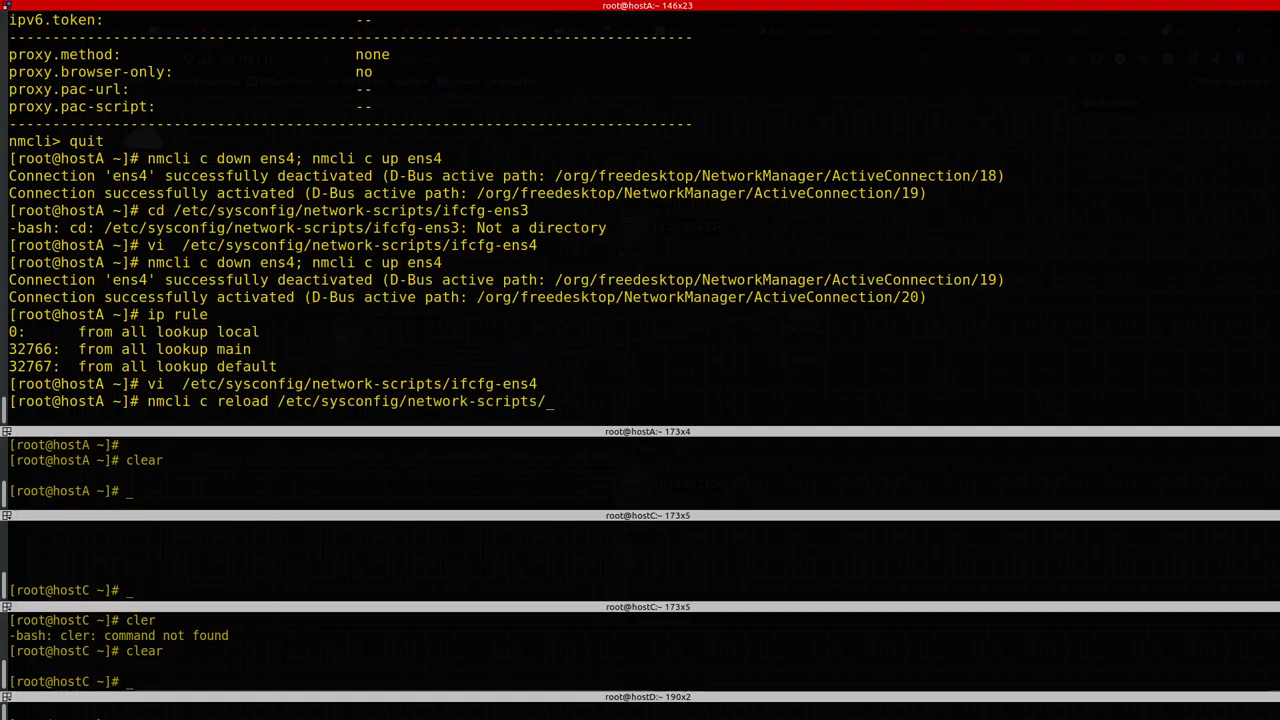 root@hostA:~ 146x23
ipv6.token: --
-------------------------------------------------------------------------------
proxy.method: none
proxy.browser-only: no
proxy.pac-url: --
proxy.pac-script: --
-------------------------------------------------------------------------------
nmcli> quit
[root@hostA ~]# nmcli c down ens4; nmcli c up ens4
Connection 'ens4' successfully deactivated (D-Bus active path: /org/freedesktop/NetworkManager/ActiveConnection/18)
Connection successfully activated (D-Bus active path: /org/freedesktop/NetworkManager/ActiveConnection/19)
[root@hostA ~]# cd /etc/sysconfig/network-scripts/ifcfg-ens3
-bash: cd: /etc/sysconfig/network-scripts/ifcfg-ens3: Not a directory
[root@hostA ~]# vi  /etc/sysconfig/network-scripts/ifcfg-ens4
[root@hostA ~]# nmcli c down ens4; nmcli c up ens4
Connection 'ens4' successfully deactivated (D-Bus active path: /org/freedesktop/NetworkManager/ActiveConnection/19)
Connection successfully activated (D-Bus active path: /org/freedesktop/NetworkManager/ActiveConnection/20)
[root@hostA ~]# ip rule
0:      from all lookup local
32766:  from all lookup main
32767:  from all lookup default
[root@hostA ~]# vi  /etc/sysconfig/network-scripts/ifcfg-ens4
[root@hostA ~]# nmcli c reload /etc/sysconfig/network-scripts/_
root@hostA:~ 173x4
[root@hostA ~]#
[root@hostA ~]# clear
[root@hostA ~]# _
root@hostC:~ 173x5
[root@hostC ~]# _
root@hostC:~ 173x5
[root@hostC ~]# cler
-bash: cler: command not found
[root@hostC ~]# clear
[root@hostC ~]# _
root@hostD:~ 190x2